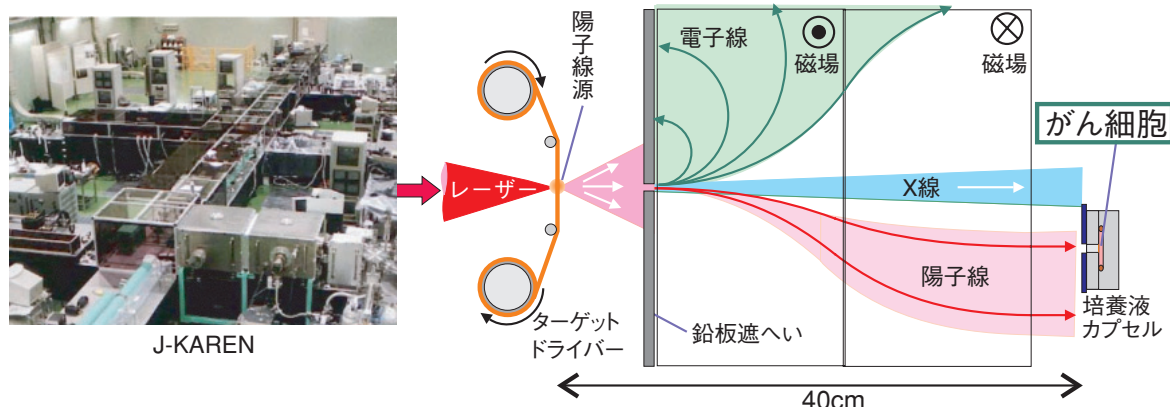 J-KAREN
レーザー
陽子線源
ターゲット
ドライバー
鉛板遮へい
電子線
磁場
磁場
X線
陽子線
がん細胞
培養液
カプセル
40cm